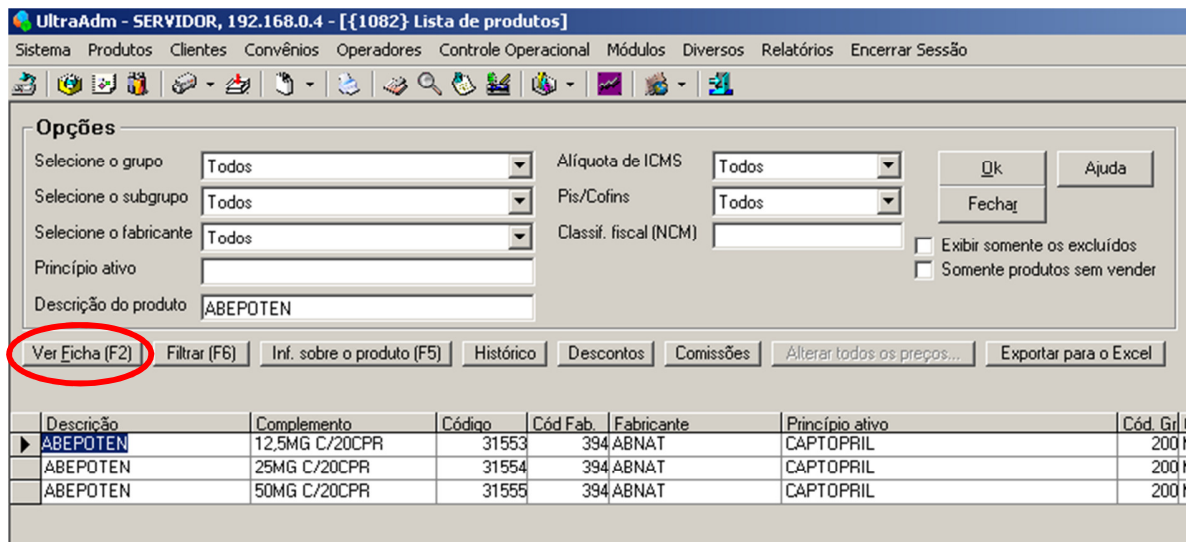 UltraAdm - SERVIDOR, 192.168.0.4 - [{1082} Lista de produtos]
Sistema Produtos Clientes Convênios Operadores Controle Operacional Módulos Diversos Relatórios Encerrar Sessão
Opções
Selecione o grupo Todos Alíquota de ICMS Todos Ok Ajuda
Selecione o subgrupo Todos Pis/Cofins Todos Fechar
Selecione o fabricante Todos Classif. fiscal (NCM) Exibir somente os excluídos
Princípio ativo Somente produtos sem vender
Descrição do produto ABEPOTEN
Ver Ficha (F2) Filtrar (F6) Inf. sobre o produto (F5) Histórico Descontos Comissões Alterar todos os preços... Exportar para o Excel
Descrição Complemento Código Cód Fab. Fabricante Princípio ativo Cód. Gr
ABEPOTEN 12,5MG C/20CPR 31553 394 ABNAT CAPTOPRIL 200
ABEPOTEN 25MG C/20CPR 31554 394 ABNAT CAPTOPRIL 200
ABEPOTEN 50MG C/20CPR 31555 394 ABNAT CAPTOPRIL 200